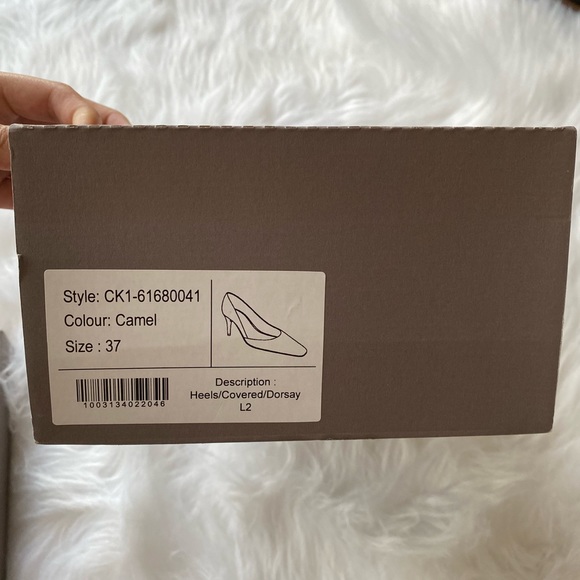 Style: CK1-61680041
Colour: Camel
Size : 37
1003134022046
Description :
Heels/Covered/Dorsay
L2